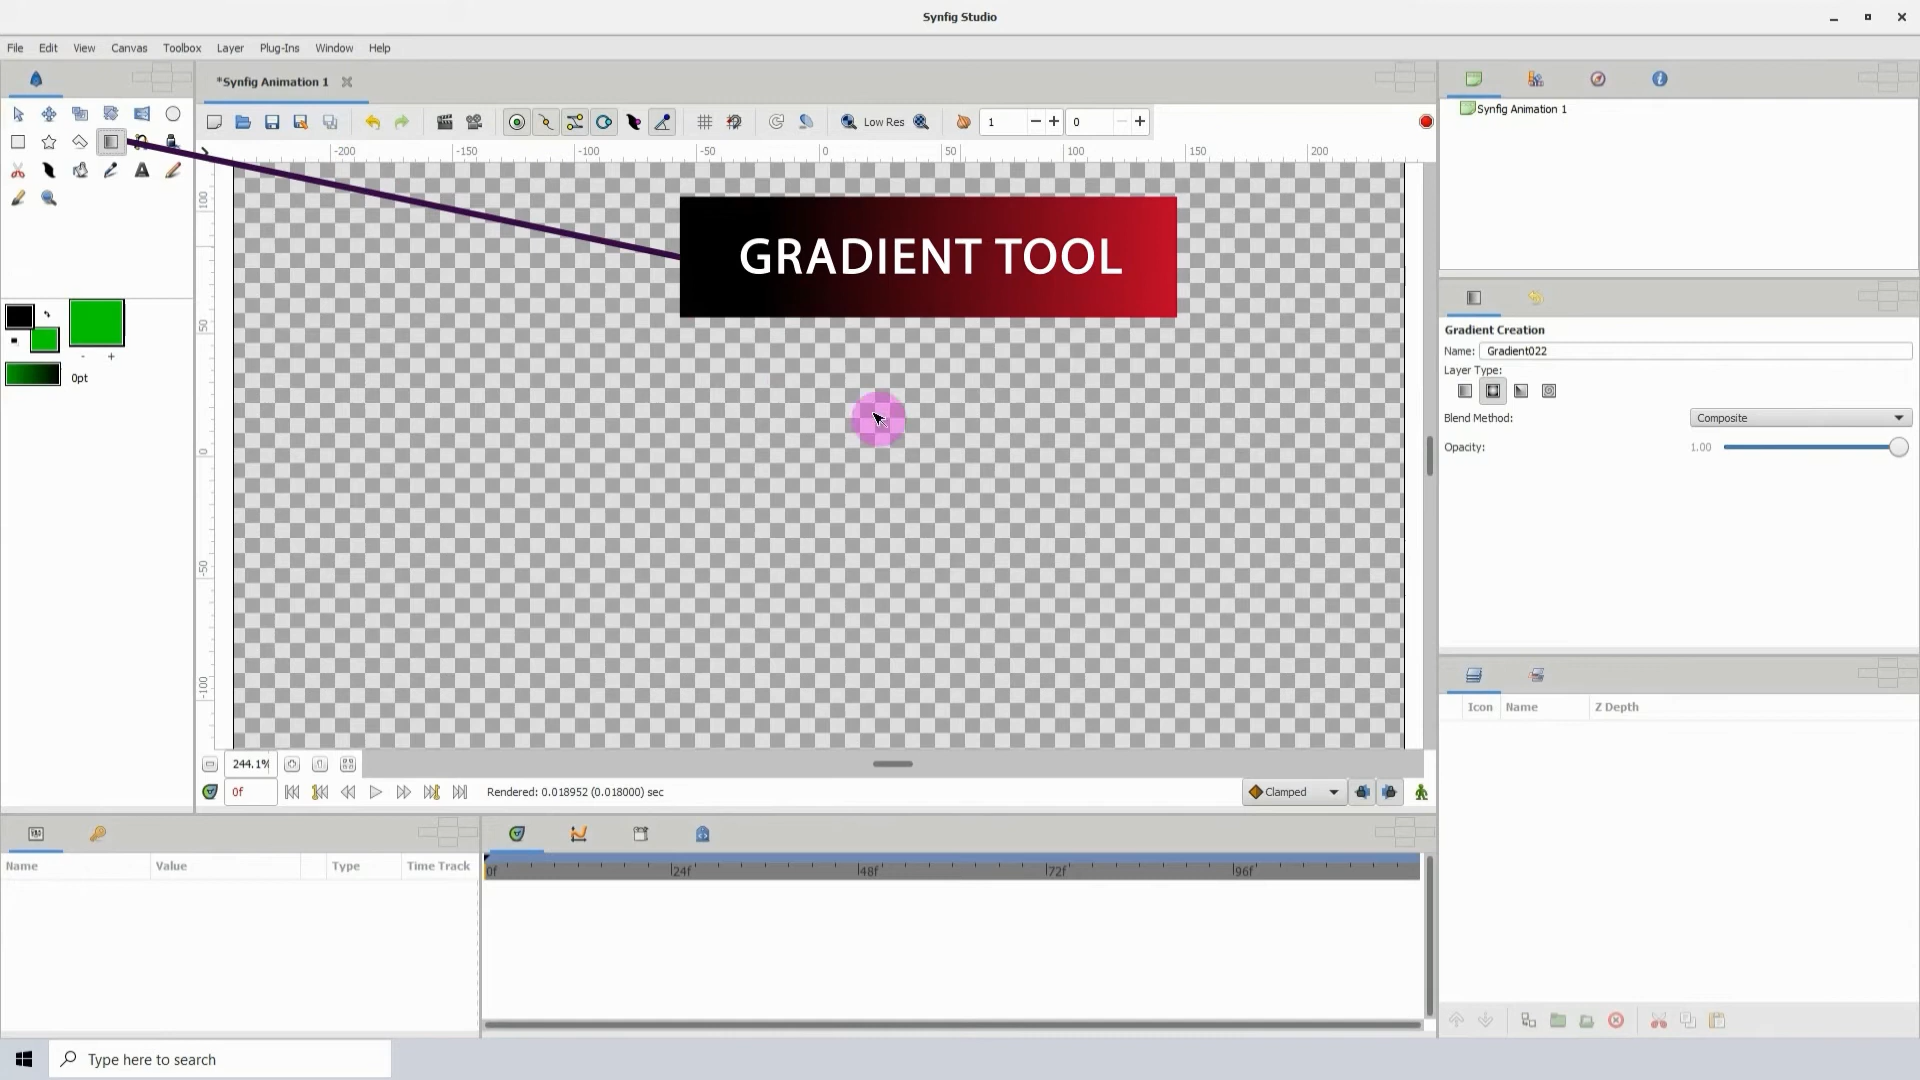 Synfig Studio
File Edit View Canvas Toolbox Layer Plug-Ins Window Help
*Synfig Animation 1
Low Res 1 0
-200 -150 -100 -50 0 50 100 150 200
100
50
0
-50
-100
GRADIENT TOOL
0pt
244.1%
0f
Rendered: 0.018952 (0.018000) sec
Clamped
Synfig Animation 1
Gradient Creation
Name: Gradient022
Layer Type:
Blend Method: Composite
Opacity: 1.00
Icon Name Z Depth
Name Value Type Time Track
0f 24f 48f 72f 96f
Type here to search